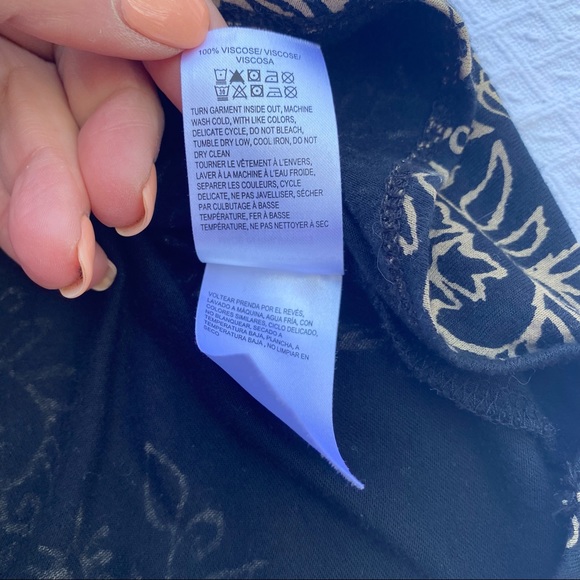 100% VISCOSE/ VISCOSE/
VISCOSA
TURN GARMENT INSIDE OUT, MACHINE
WASH COLD, WITH LIKE COLORS,
DELICATE CYCLE, DO NOT BLEACH,
TUMBLE DRY LOW, COOL IRON, DO NOT
DRY CLEAN
TOURNER LE VÊTEMENT À L'ENVERS,
LAVER À LA MACHINE À L'EAU FROIDE,
SEPARER LES COULEURS, CYCLE
DELICATE, NE PAS JAVELLISER, SÉCHER
PAR CULBUTAGE À BASSE
TEMPÉRATURE, FER À BASSE
TEMPÉRATURE, NE PAS NETTOYER À SEC
VOLTEAR PRENDA POR EL REVÉS,
LAVADO A MÁQUINA, AGUA FRÍA, CON
COLORES SIMILARES, CICLO DELICADO,
NO BLANQUEAR, SECADO A
TEMPERATURA BAJA, PLANCHA, A
TEMPERATURA BAJA, NO LIMPIAR EN
SECO